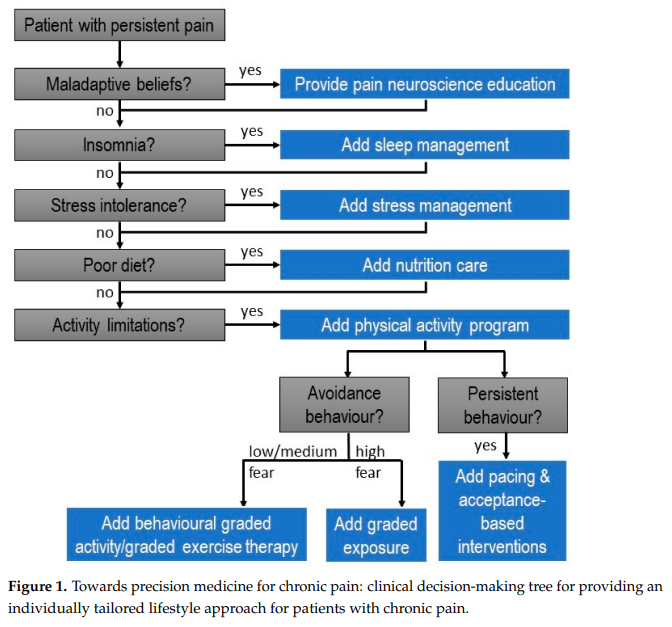 Patient with persistent pain
Maladaptive beliefs?
yes
Provide pain neuroscience education
no
Insomnia?
yes
Add sleep management
no
Stress intolerance?
yes
Add stress management
no
Poor diet?
yes
Add nutrition care
no
Activity limitations?
yes
Add physical activity program
Avoidance
behaviour?
Persistent
behaviour?
low/medium
fear
high
fear
yes
Add behavioural graded
activity/graded exercise therapy
Add graded
exposure
Add pacing &
acceptance-
based
interventions
Figure 1. Towards precision medicine for chronic pain: clinical decision-making tree for providing an
individually tailored lifestyle approach for patients with chronic pain.